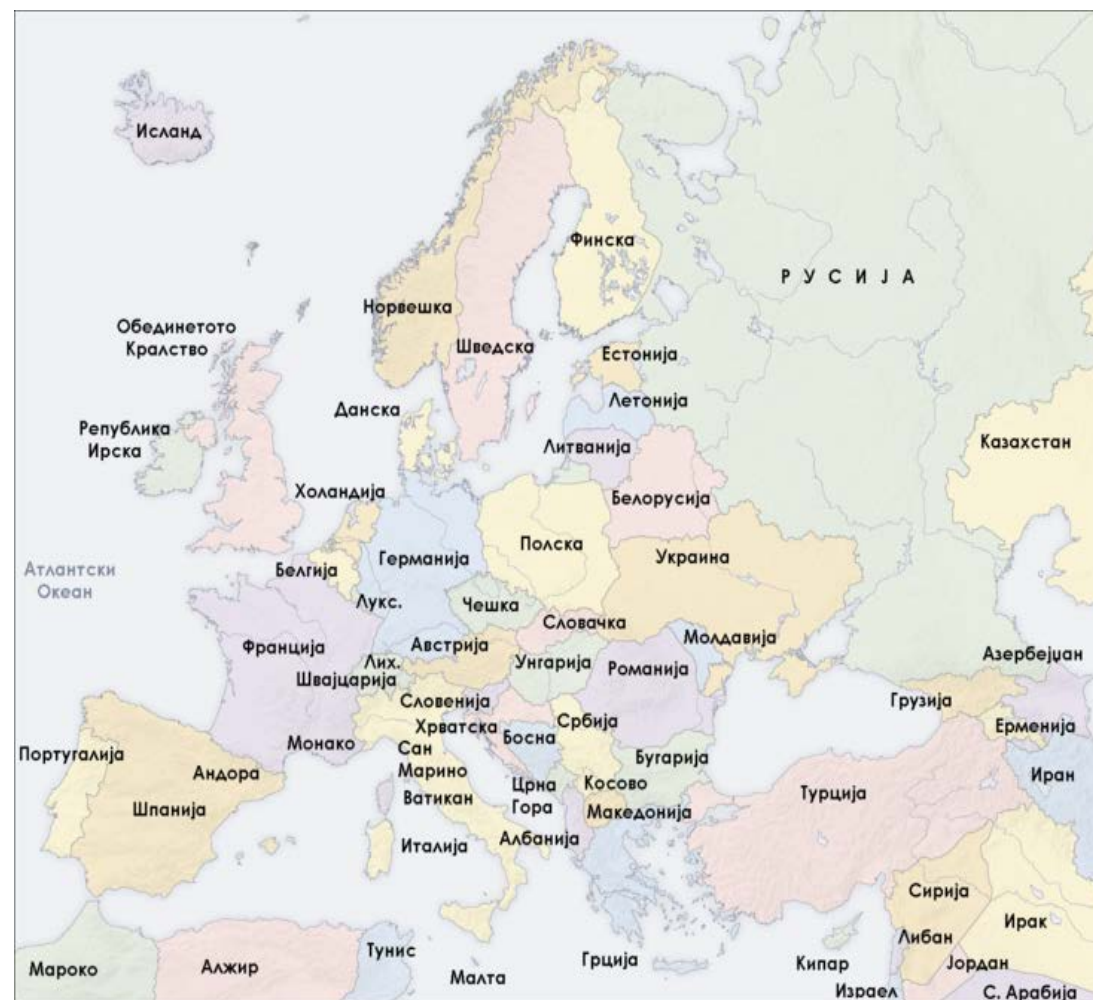 Исланд
Финска
РУСИЈА
Норвешка
Обединетото
Кралство
Шведска
Естонија
Летонија
Данска
Република
Ирска
Литванија
Казахстан
Холандија
Белорусија
Полска
Украина
Германија
Белгија
Атлантски
Океан
Лукс.
Чешка
Словачка
Молдавија
Австрија
Франција
Лих.
Унгарија
Романија
Азербејџан
Швајцарија
Словенија
Грузија
Хрватска
Србија
Ерменија
Босна
Монако
Сан
Марино
Португалија
Бугарија
Андора
Иран
Црна
Гора
Косово
Турција
Ватикан
Шпанија
Македонија
Албанија
Италија
Сирија
Ирак
Либан
Тунис
Грција
Кипар
Јордан
Мароко
Алжир
Малта
Израел
С. Арабија